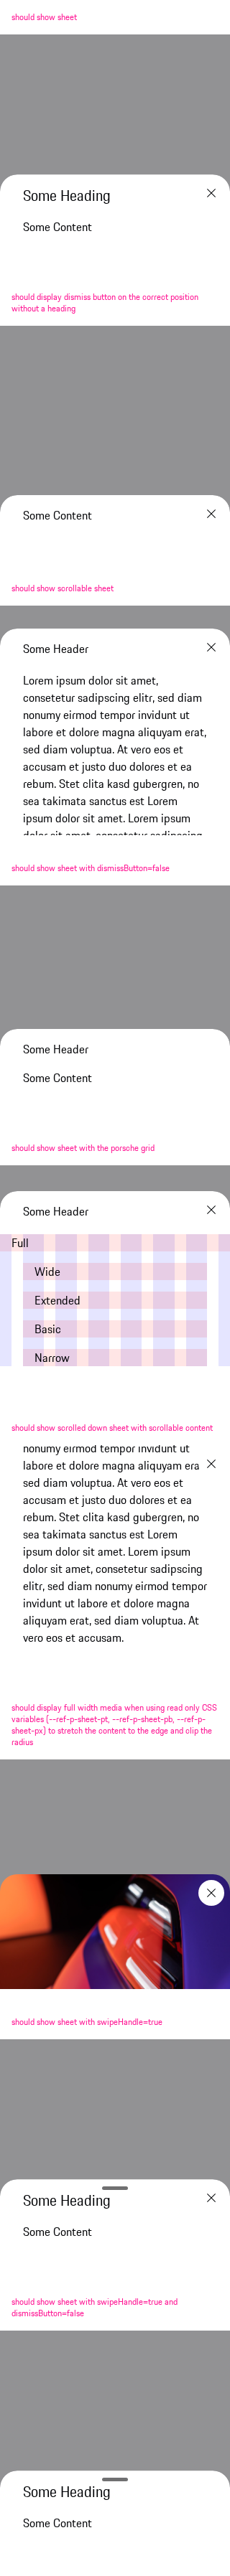 should show sheet
Some Heading
Some Content
should display dismiss button on the correct position
without a heading
Some Content
should show scrollable sheet
Some Header
Lorem ipsum dolor sit amet,
consetetur sadipscing elitr, sed diam
nonumy eirmod tempor invidunt ut
labore et dolore magna aliquyam erat,
sed diam voluptua. At vero eos et
accusam et justo duo dolores et ea
rebum. Stet clita kasd gubergren, no
sea takimata sanctus est Lorem
ipsum dolor sit amet. Lorem ipsum
dolor sit amet, consetetur sadipscing
should show sheet with dismissButton=false
Some Header
Some Content
should show sheet with the porsche grid
Some Header
Full
Wide
Extended
Basic
Narrow
should show scrolled down sheet with scrollable content
nonumy eirmod tempor invidunt ut
labore et dolore magna aliquyam era
sed diam voluptua. At vero eos et
accusam et justo duo dolores et ea
rebum. Stet clita kasd gubergren, no
sea takimata sanctus est Lorem
ipsum dolor sit amet. Lorem ipsum
dolor sit amet, consetetur sadipscing
elitr, sed diam nonumy eirmod tempor
invidunt ut labore et dolore magna
aliquyam erat, sed diam voluptua. At
vero eos et accusam.
should display full width media when using read only CSS
variables (--ref-p-sheet-pt, --ref-p-sheet-pb, --ref-p-
sheet-px) to stretch the content to the edge and clip the
radius
should show sheet with swipeHandle=true
Some Heading
Some Content
should show sheet with swipeHandle=true and
dismissButton=false
Some Heading
Some Content